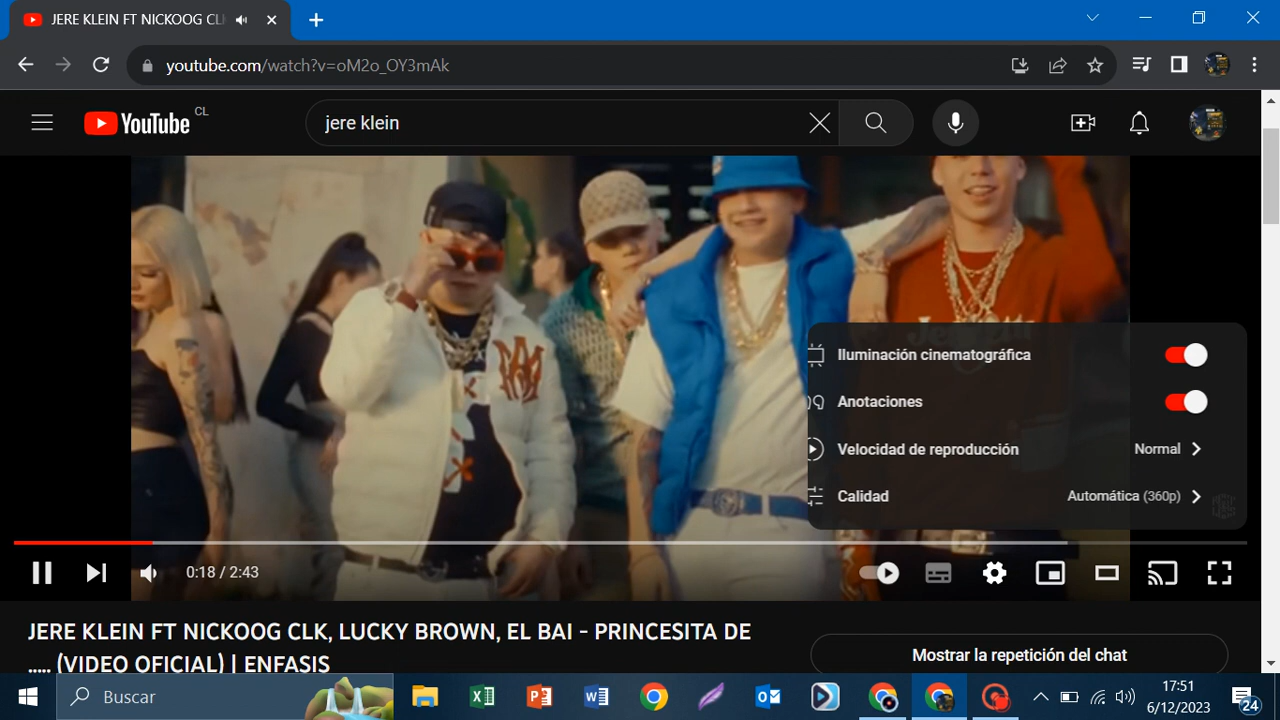 JERE KLEIN FT NICKOOG CL
youtube.com/watch?v=oM2o_OY3mAk
YouTube CL
jere klein
Iluminación cinematográfica
Anotaciones
Velocidad de reproducción Normal
Calidad Automática (360p)
0:18 / 2:43
JERE KLEIN FT NICKOOG CLK, LUCKY BROWN, EL BAI - PRINCESITA DE
..... (VIDEO OFICIAL) | ENFASIS
Mostrar la repetición del chat
Buscar
17:51
6/12/2023
24